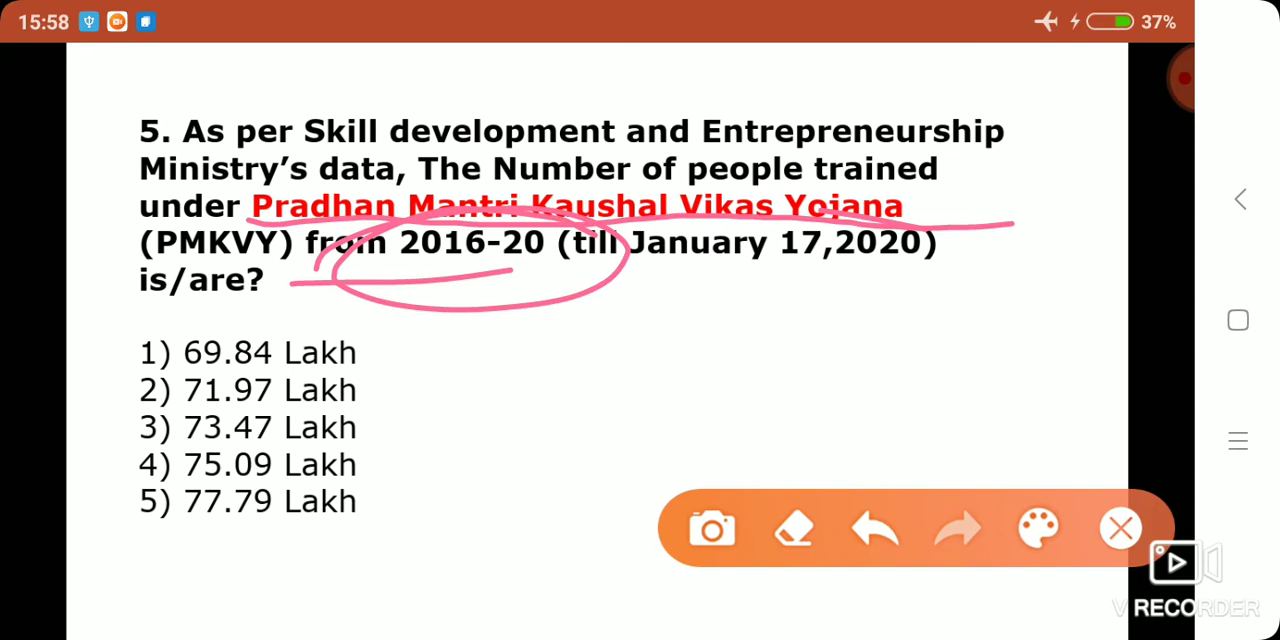 15:58
37%
5. As per Skill development and Entrepreneurship
Ministry’s data, The Number of people trained
under Pradhan Mantri Kaushal Vikas Yojana
(PMKVY) from 2016-20 (till January 17,2020)
is/are?
1) 69.84 Lakh
2) 71.97 Lakh
3) 73.47 Lakh
4) 75.09 Lakh
5) 77.79 Lakh
V RECORDER